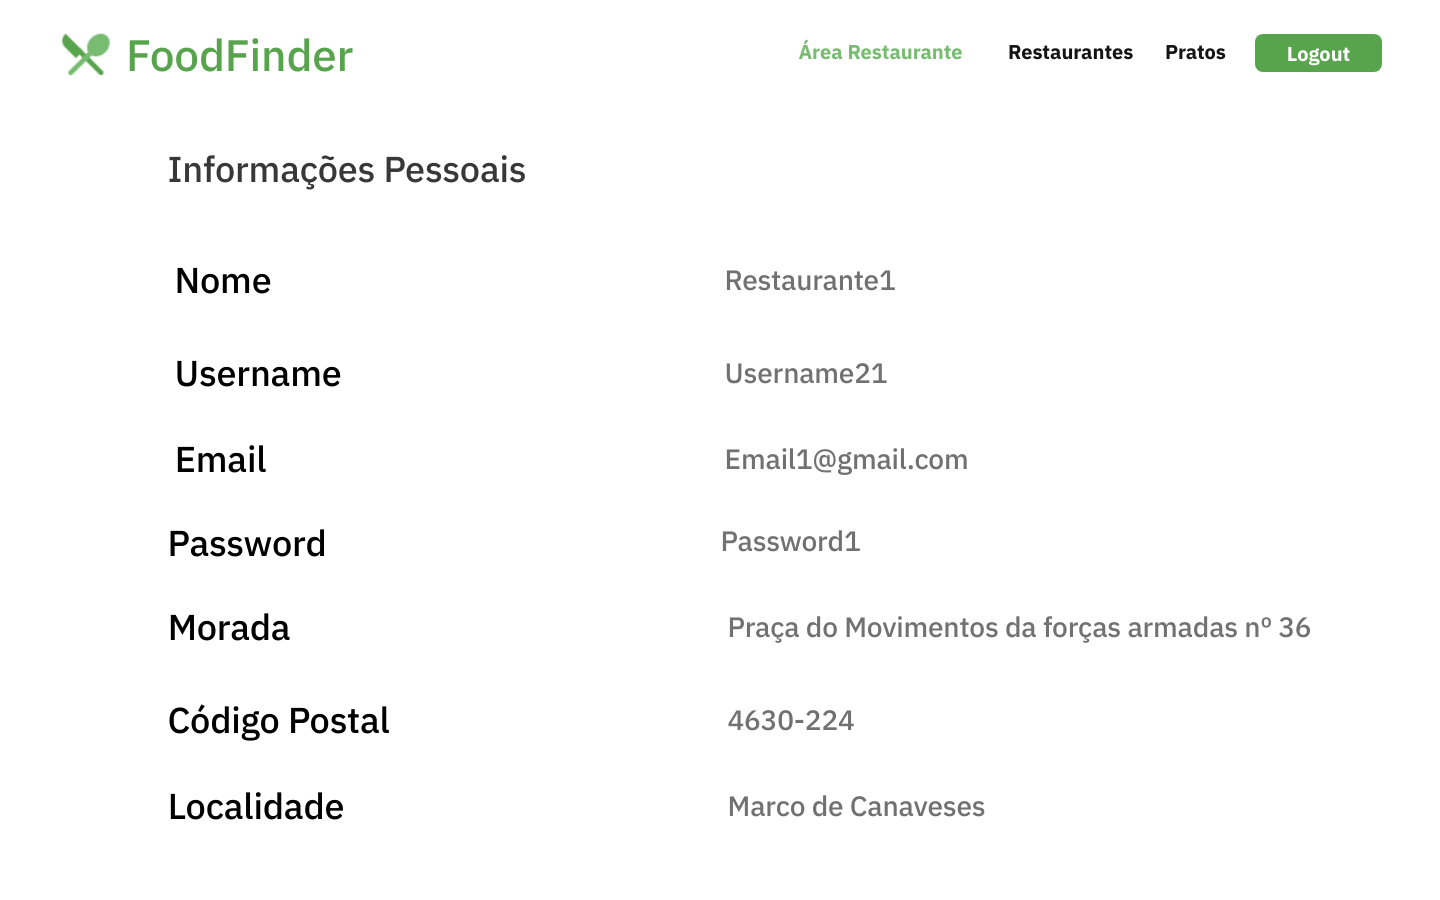 FoodFinder
Área Restaurante Restaurantes Pratos Logout
Informações Pessoais
Nome Restaurante1
Username Username21
Email Email1@gmail.com
Password Password1
Morada Praça do Movimentos da forças armadas nº 36
Código Postal 4630-224
Localidade Marco de Canaveses